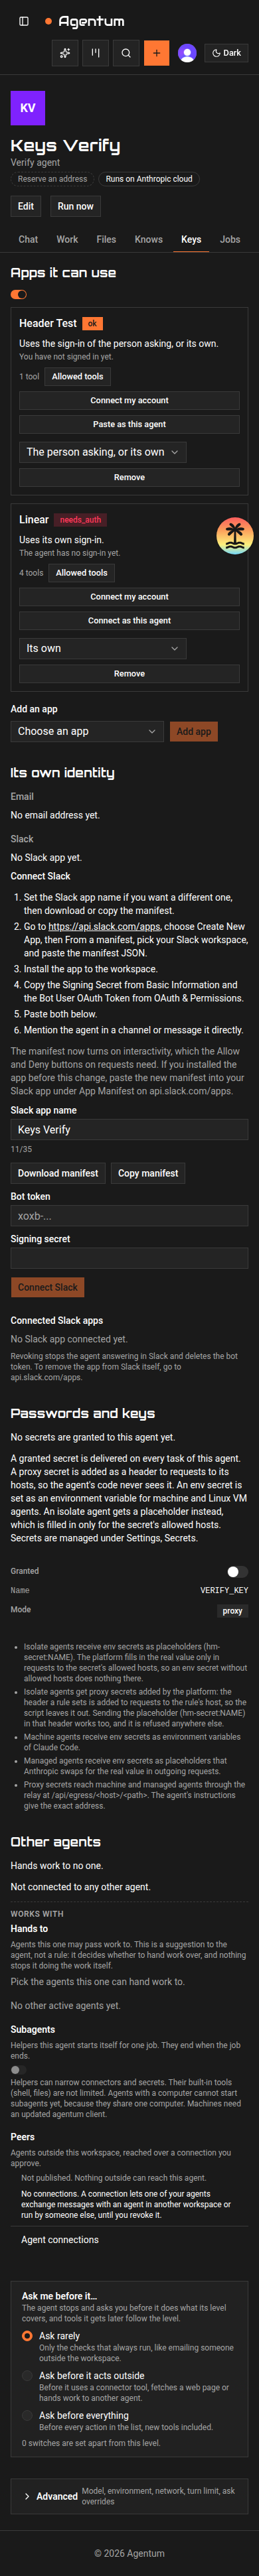 Agentum
Dark
KV
Keys Verify
Verify agent
Reserve an address
Runs on Anthropic cloud
Edit
Run now
Chat
Work
Files
Knows
Keys
Jobs
Apps it can use
Header Test
ok
Uses the sign-in of the person asking, or its own.
You have not signed in yet.
1 tool
Allowed tools
Connect my account
Paste as this agent
The person asking, or its own
Remove
Linear
needs_auth
Uses its own sign-in.
The agent has no sign-in yet.
4 tools
Allowed tools
Connect my account
Connect as this agent
Its own
Remove
Add an app
Choose an app
Add app
Its own identity
Email
No email address yet.
Slack
No Slack app yet.
Connect Slack
1. Set the Slack app name if you want a different one,
then download or copy the manifest.
2. Go to https://api.slack.com/apps, choose Create New
App, then From a manifest, pick your Slack workspace,
and paste the manifest JSON.
3. Install the app to the workspace.
4. Copy the Signing Secret from Basic Information and
the Bot User OAuth Token from OAuth & Permissions.
5. Paste both below.
6. Mention the agent in a channel or message it directly.
The manifest now turns on interactivity, which the Allow
and Deny buttons on requests need. If you installed the
app before this change, paste the new manifest into your
Slack app under App Manifest on api.slack.com/apps.
Slack app name
Keys Verify
11/35
Download manifest
Copy manifest
Bot token
xoxb-...
Signing secret
Connect Slack
Connected Slack apps
No Slack app connected yet.
Revoking stops the agent answering in Slack and deletes the bot
token. To remove the app from Slack itself, go to
api.slack.com/apps.
Passwords and keys
No secrets are granted to this agent yet.
A granted secret is delivered on every task of this agent.
A proxy secret is added as a header to requests to its
hosts, so the agent's code never sees it. An env secret is
set as an environment variable for machine and Linux VM
agents. An isolate agent gets a placeholder instead,
which is filled in only for the secret's allowed hosts.
Secrets are managed under Settings, Secrets.
Granted
Name
VERIFY_KEY
Mode
proxy
Isolate agents receive env secrets as placeholders (hm-
secret:NAME). The platform fills in the real value only in
requests to the secret's allowed hosts, so an env secret without
allowed hosts does nothing there.
Isolate agents get proxy secrets added by the platform: the
header a rule sets is added to requests to the rule's host, so the
script leaves it out. Sending the placeholder (hm-secret:NAME)
in that header works too, and it is refused anywhere else.
Machine agents receive env secrets as environment variables
of Claude Code.
Managed agents receive env secrets as placeholders that
Anthropic swaps for the real value in outgoing requests.
Proxy secrets reach machine and managed agents through the
relay at /api/egress/<host>/<path>. The agent's instructions
give the exact address.
Other agents
Hands work to no one.
Not connected to any other agent.
WORKS WITH
Hands to
Agents this one may pass work to. This is a suggestion to the
agent, not a rule: it decides whether to hand work over, and nothing
stops it doing the work itself.
Pick the agents this one can hand work to.
No other active agents yet.
Subagents
Helpers this agent starts itself for one job. They end when the job
ends.
Helpers can narrow connectors and secrets. Their built-in tools
(shell, files) are not limited. Agents with a computer cannot start
subagents yet, because they share one computer. Machines need
an updated agentum client.
Peers
Agents outside this workspace, reached over a connection you
approve.
Not published. Nothing outside can reach this agent.
No connections. A connection lets one of your agents
exchange messages with an agent in another workspace or
run by someone else, until you revoke it.
Agent connections
Ask me before it...
The agent stops and asks you before it does what its level
covers, and tools it gets later follow the level.
Ask rarely
Only the checks that always run, like emailing someone
outside the workspace.
Ask before it acts outside
Before it uses a connector tool, fetches a web page or
hands work to another agent.
Ask before everything
Before every action in the list, new tools included.
0 switches are set apart from this level.
Advanced
Model, environment, network, turn limit, ask
overrides
© 2026 Agentum